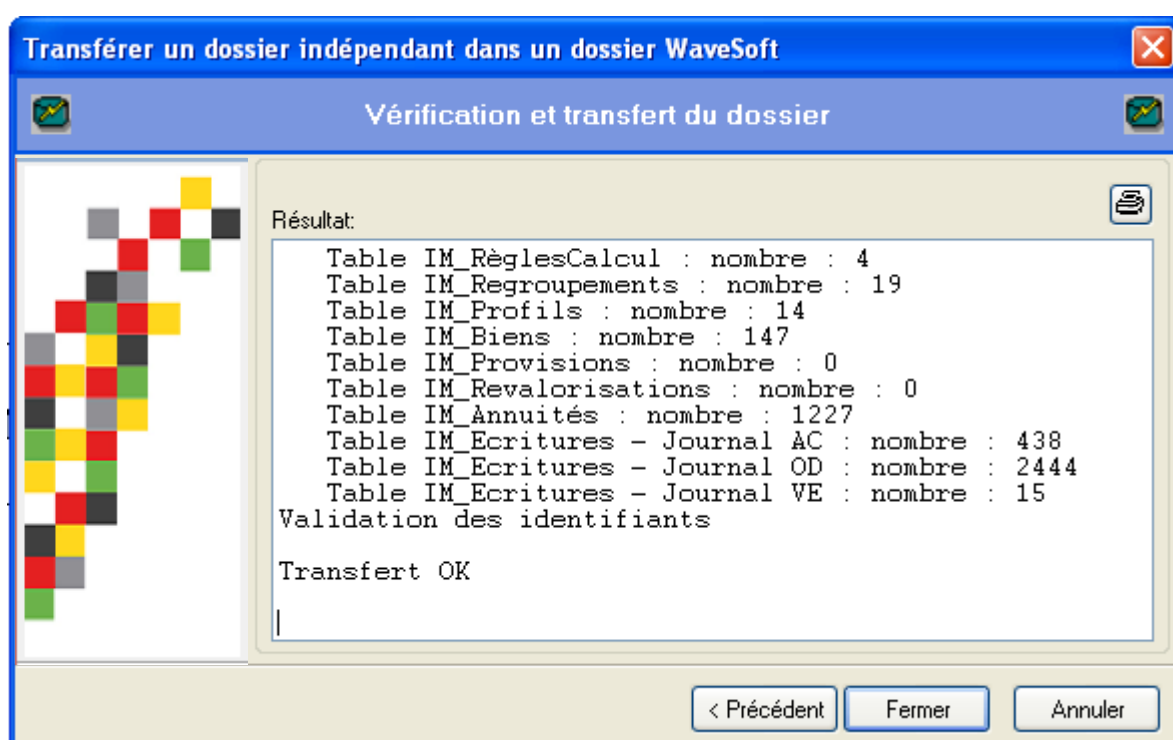 Transférer un dossier indépendant dans un dossier WaveSoft
Vérification et transfert du dossier
Résultat:
Table IM_RèglesCalcul : nombre : 4
Table IM_Regroupements : nombre : 19
Table IM_Profils : nombre : 14
Table IM_Biens : nombre : 147
Table IM_Provisions : nombre : 0
Table IM_Revalorisations : nombre : 0
Table IM_Annuités : nombre : 1227
Table IM_Ecritures - Journal AC : nombre : 438
Table IM_Ecritures - Journal OD : nombre : 2444
Table IM_Ecritures - Journal VE : nombre : 15
Validation des identifiants
Transfert OK
< Précédent Fermer Annuler